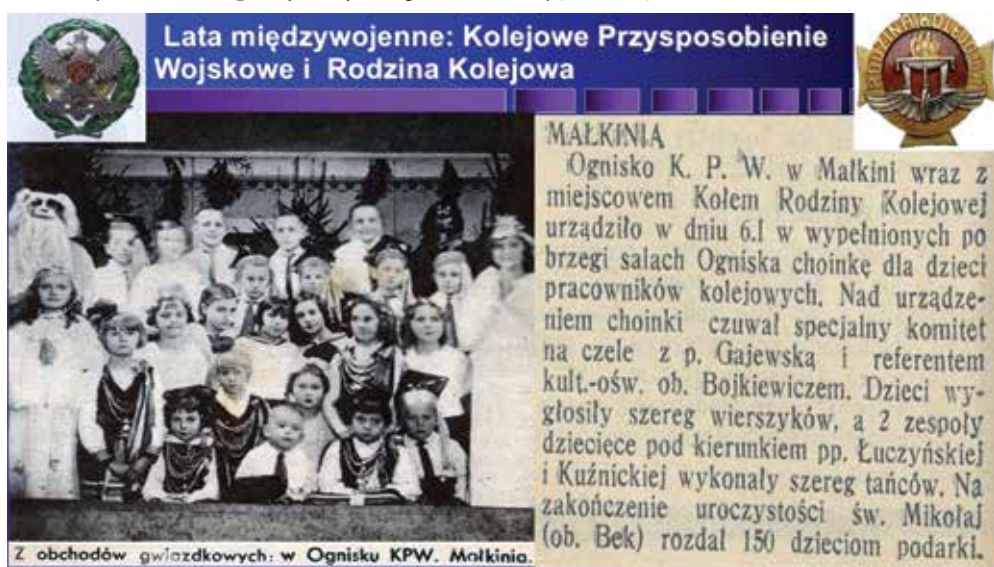 Lata międzywojenne: Kolejowe Przysposobienie
Wojskowe i Rodzina Kolejowa
MAŁKINIA
Ognisko K. P. W. w Małkini wraz z
miejscowem Kołem Rodziny Kolejowej
urządziło w dniu 6.I w wypełnionych po
brzegi salach Ogniska choinkę dla dzieci
pracowników kolejowych. Nad urządze-
niem choinki czuwał specjalny komitet
na czele z p. Gajewską i referentem
kult.-ośw. ob. Bojkiewiczem. Dzieci wy-
głosiły szereg wierszyków, a 2 zespoły
dziecięce pod kierunkiem pp. Łuczyńskiej
i Kuźnickiej wykonały szereg tańców. Na
zakończenie uroczystości św. Mikołaj
(ob. Bek) rozdał 150 dzieciom podarki.
Z obchodów gwiazdkowych: w Ognisku KPW. Małkinia.